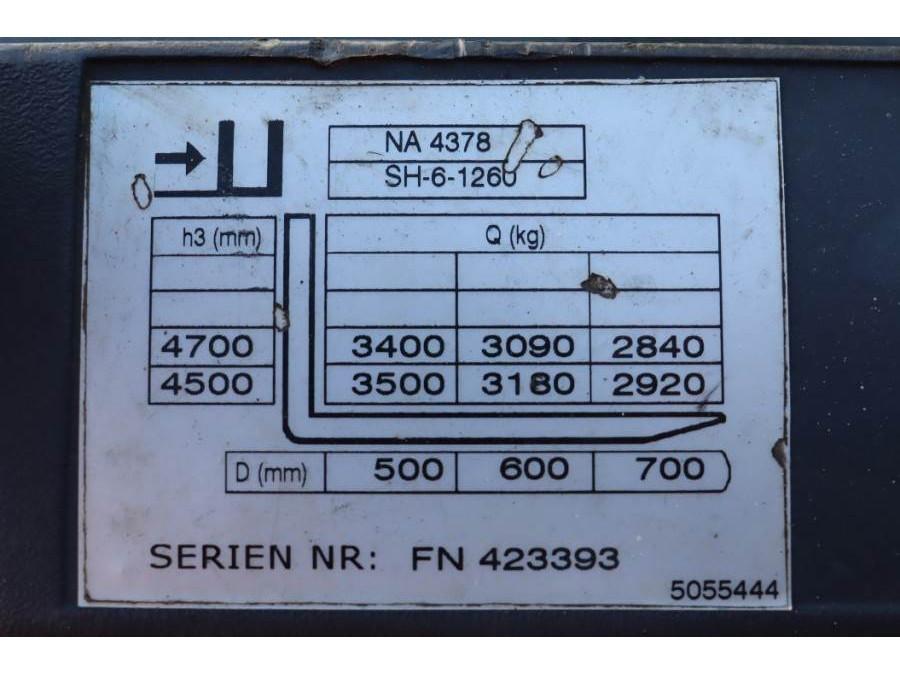 NA 4378
SH-6-1260
h3 (mm) Q (kg)
4700 3400 3090 2840
4500 3500 3180 2920
D (mm) 500 600 700
SERIEN NR: FN 423393
5055444